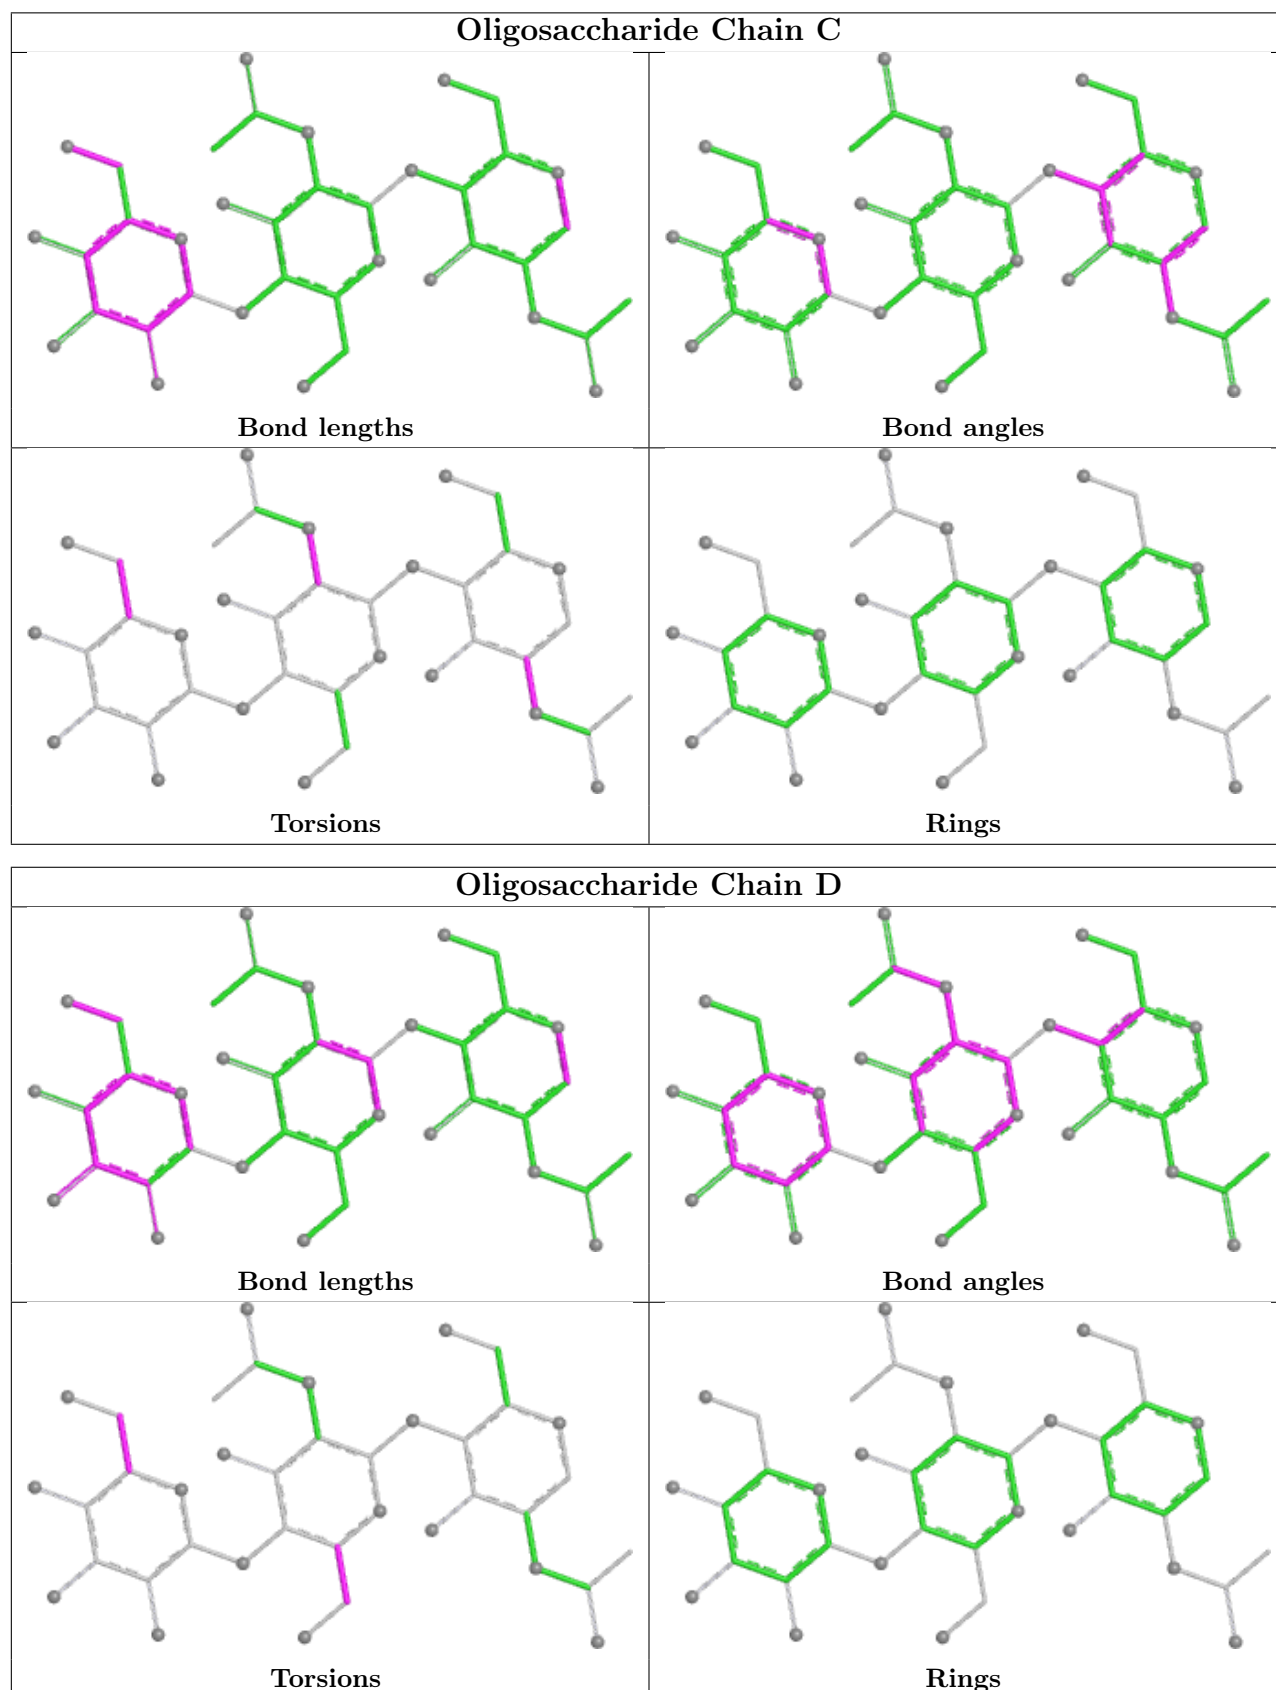 Oligosaccharide Chain C
Bond lengths
Bond angles
Torsions
Rings
Oligosaccharide Chain D
Bond lengths
Bond angles
Torsions
Rings